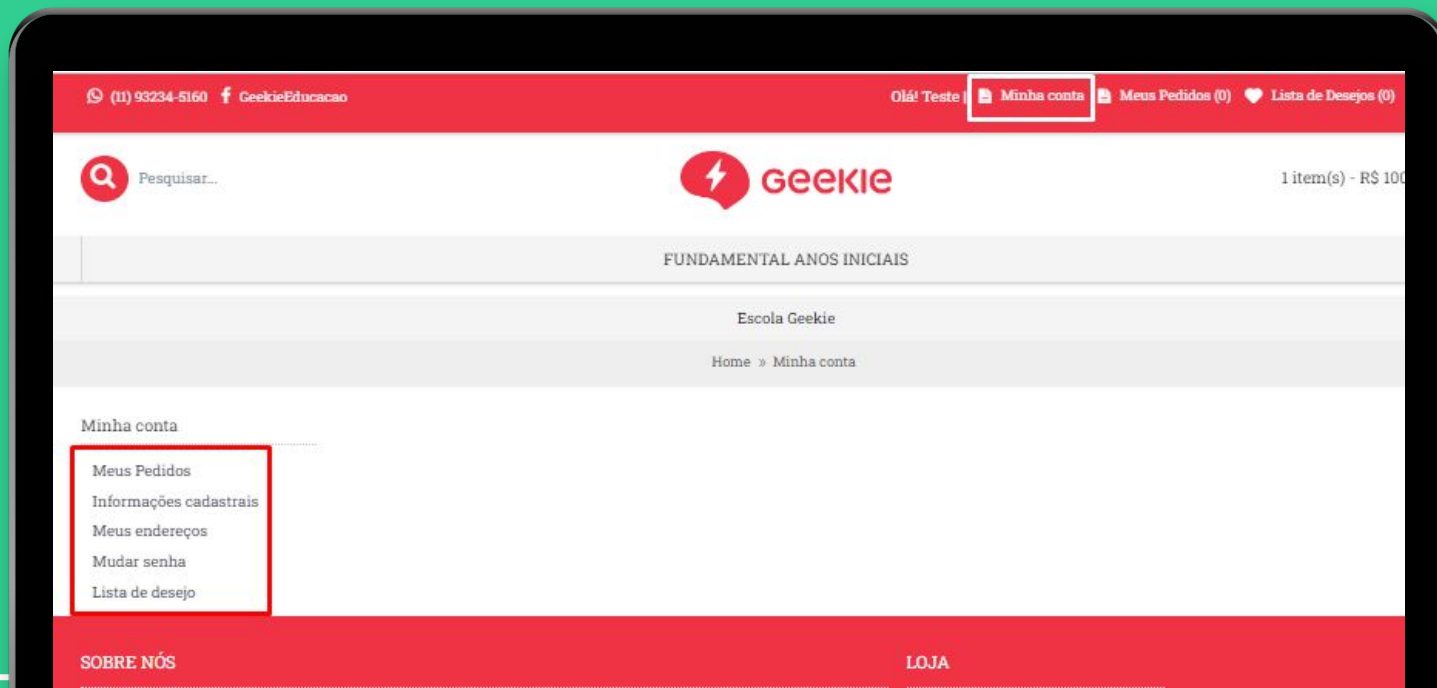 (11) 93234-5160 GeekieEducacao
Olá! Teste | Minha conta Meus Pedidos (0) Lista de Desejos (0)
Pesquisar...
Geekie
1 item(s) - R$ 100
FUNDAMENTAL ANOS INICIAIS
Escola Geekie
Home » Minha conta
Minha conta
Meus Pedidos
Informações cadastrais
Meus endereços
Mudar senha
Lista de desejo
SOBRE NÓS
LOJA